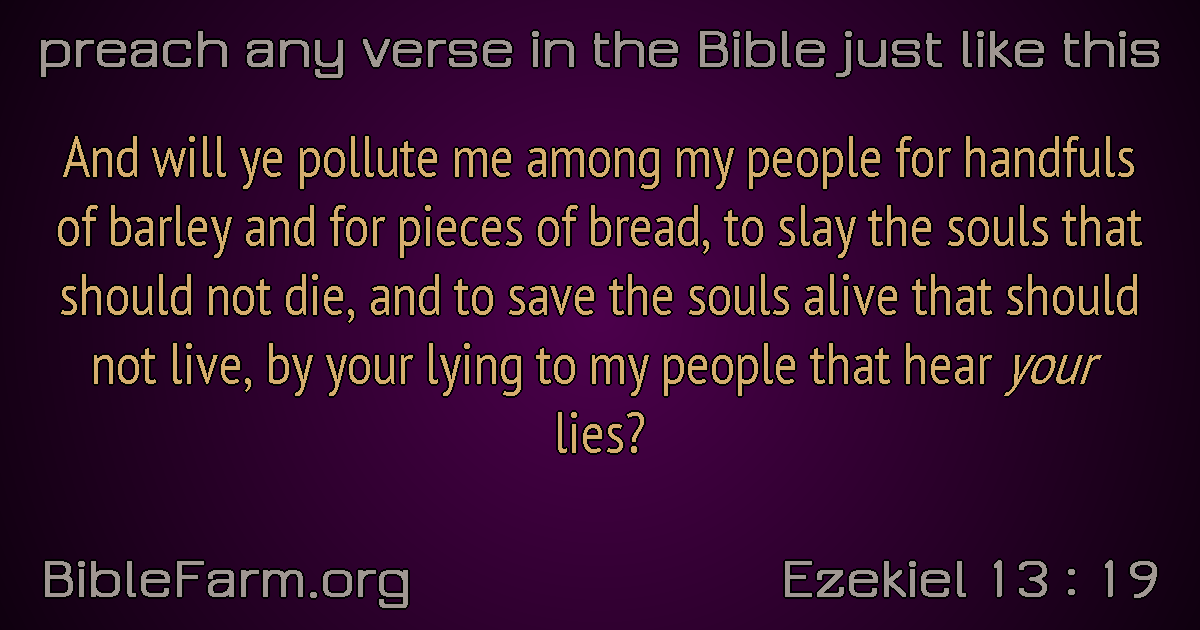 preach any verse in the Bible just like this
And will ye pollute me among my people for handfuls
of barley and for pieces of bread, to slay the souls that
should not die, and to save the souls alive that should
not live, by your lying to my people that hear your
lies?
BibleFarm.org
Ezekiel 13 : 19